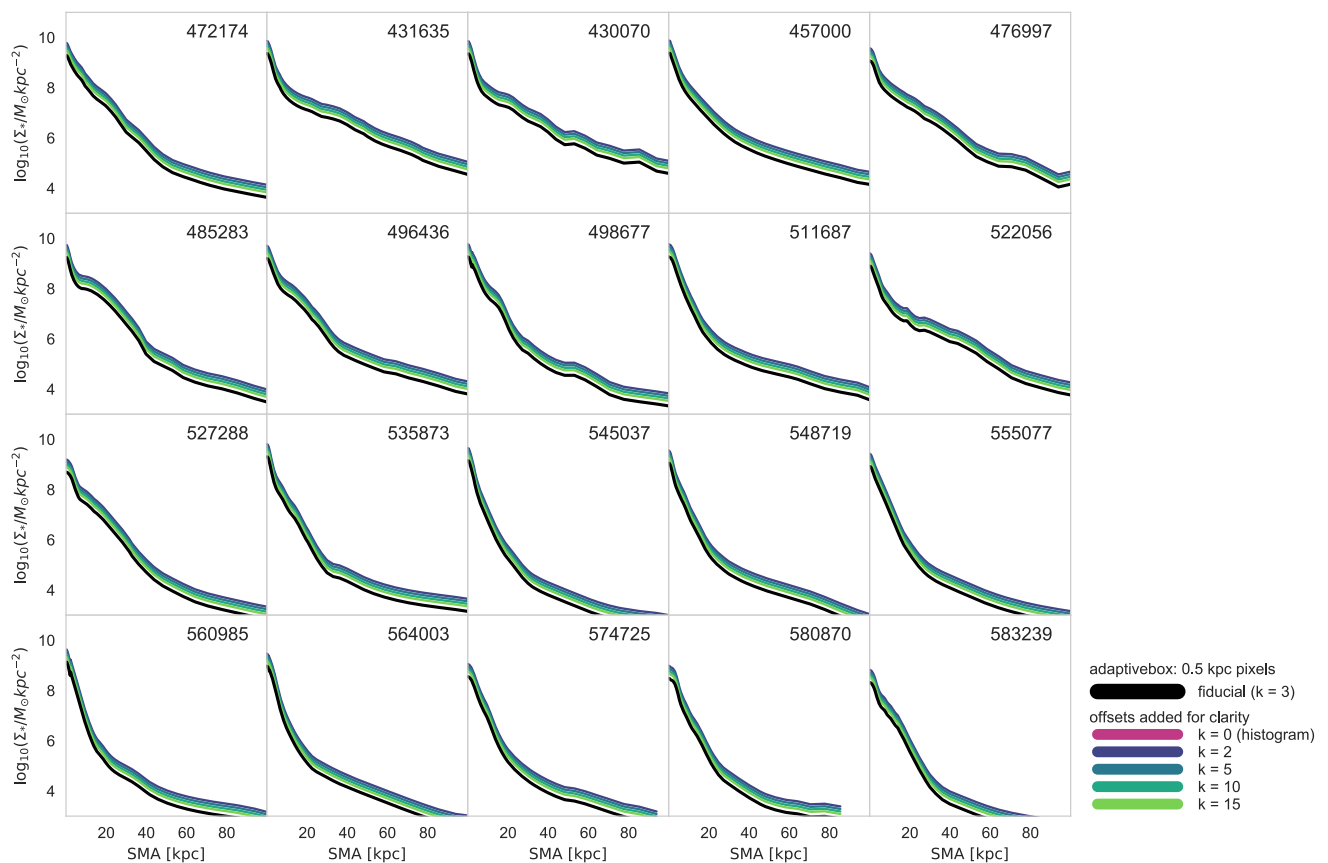 472174 431635 430070 457000 476997
log₁₀(Σ*/M⊙kpc⁻²)
10
8
6
4
485283 496436 498677 511687 522056
log₁₀(Σ*/M⊙kpc⁻²)
10
8
6
4
527288 535873 545037 548719 555077
log₁₀(Σ*/M⊙kpc⁻²)
10
8
6
4
560985 564003 574725 580870 583239
log₁₀(Σ*/M⊙kpc⁻²)
10
8
6
4
20 40 60 80 20 40 60 80 20 40 60 80 20 40 60 80 20 40 60 80
SMA [kpc] SMA [kpc] SMA [kpc] SMA [kpc] SMA [kpc]
adaptivebox: 0.5 kpc pixels
fiducial (k = 3)
offsets added for clarity
k = 0 (histogram)
k = 2
k = 5
k = 10
k = 15